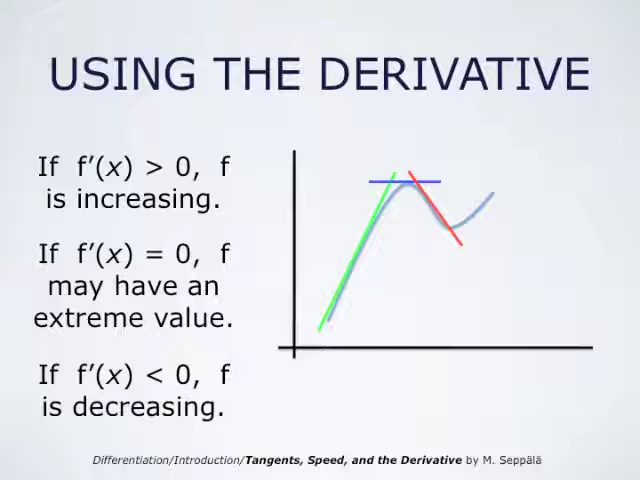 USING THE DERIVATIVE
If f’(x) > 0, f
is increasing.
If f’(x) = 0, f
may have an
extreme value.
If f’(x) < 0, f
is decreasing.
Differentiation/Introduction/Tangents, Speed, and the Derivative by M. Seppälä